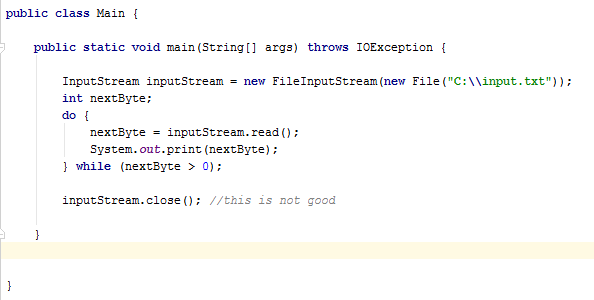 public class Main {
public static void main(String[] args) throws IOException {
InputStream inputStream = new FileInputStream(new File("C:\\input.txt"));
int nextByte;
do {
nextByte = inputStream.read();
System.out.print(nextByte);
} while (nextByte > 0);
inputStream.close(); //this is not good
}
}